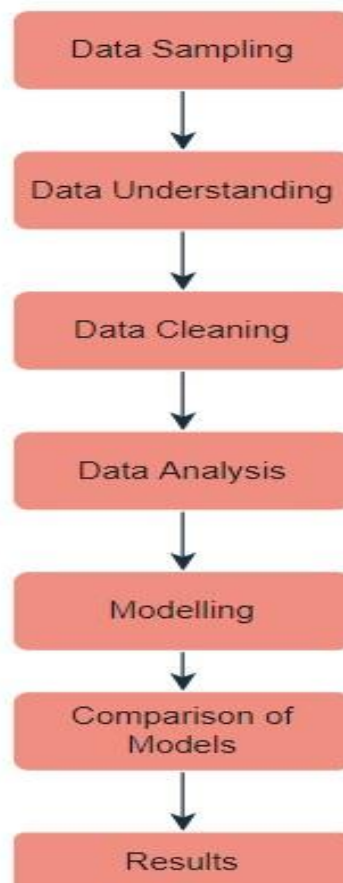 Data Sampling
Data Understanding
Data Cleaning
Data Analysis
Modelling
Comparison of
Models
Results